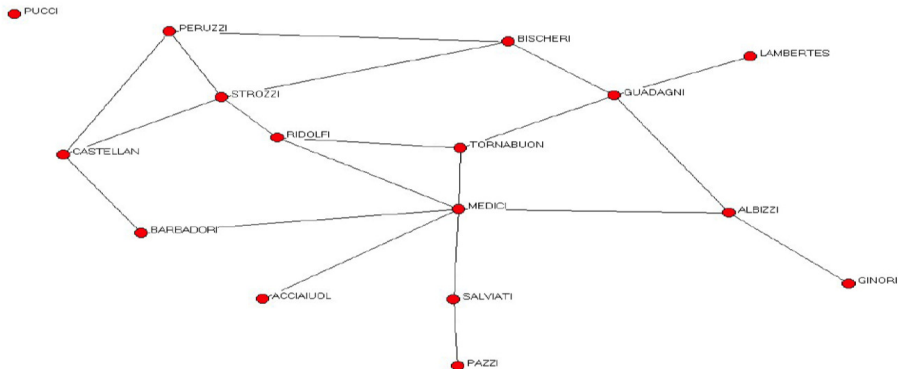 PUCCI
PERUZZI
BISCHERI
LAMBERTES
STROZZI
GUADAGNI
RIDOLFI
TORNABUON
CASTELLAN
MEDICI
ALBIZZI
BARBADORI
GINORI
ACCIAIUOL
SALVIATI
PAZZI